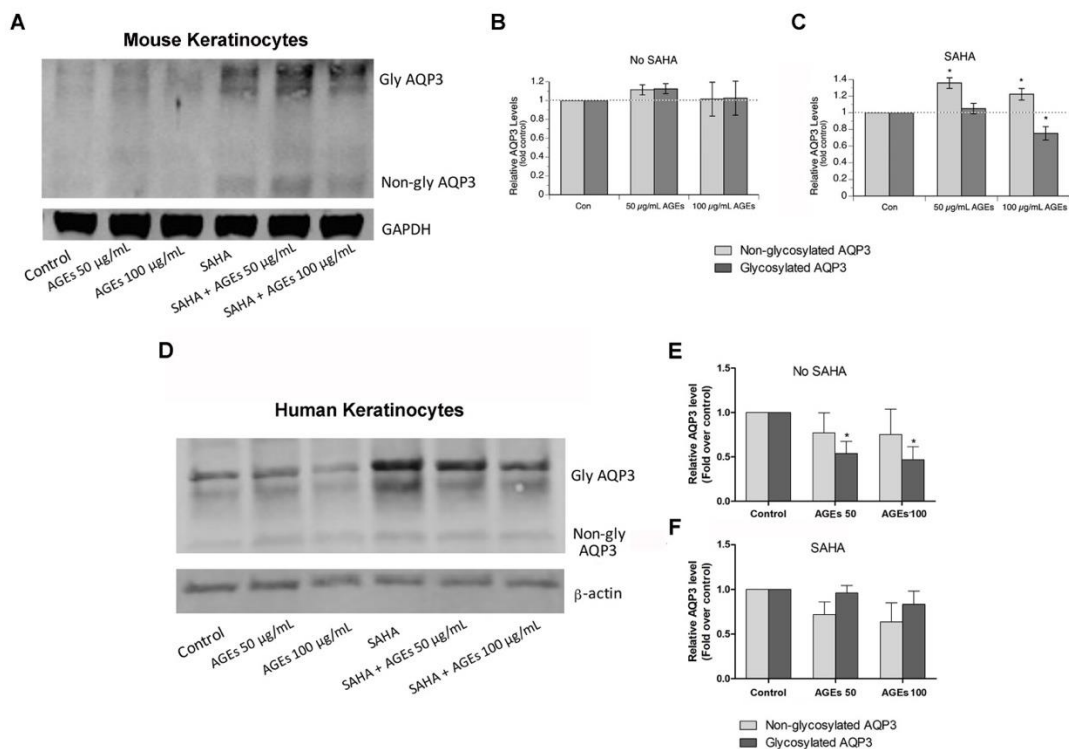 A
Mouse Keratinocytes
Gly AQP3
Non-gly AQP3
GAPDH
Control
AGEs 50 µg/mL
AGEs 100 µg/mL
SAHA
SAHA + AGEs 50 µg/mL
SAHA + AGEs 100 µg/mL
B
No SAHA
Relative AQP3 Levels
(fold control)
1.2
1
0.8
0.6
0.4
0.2
0
Con
50 µg/mL AGEs
100 µg/mL AGEs
C
SAHA
Relative AQP3 Levels
(fold control)
1.4
1.2
1
0.8
0.6
0.4
0.2
0
*
*
*
Con
50 µg/mL AGEs
100 µg/mL AGEs
Non-glycosylated AQP3
Glycosylated AQP3
D
Human Keratinocytes
Gly AQP3
Non-gly
AQP3
β-actin
Control
AGEs 50 µg/mL
AGEs 100 µg/mL
SAHA
SAHA + AGEs 50 µg/mL
SAHA + AGEs 100 µg/mL
E
No SAHA
Relative AQP3 level
(Fold over control)
1.5
1.0
0.5
0.0
*
*
Control
AGEs 50
AGEs 100
F
SAHA
Relative AQP3 level
(Fold over control)
1.5
1.0
0.5
0.0
Control
AGEs 50
AGEs 100
Non-glycosylated AQP3
Glycosylated AQP3